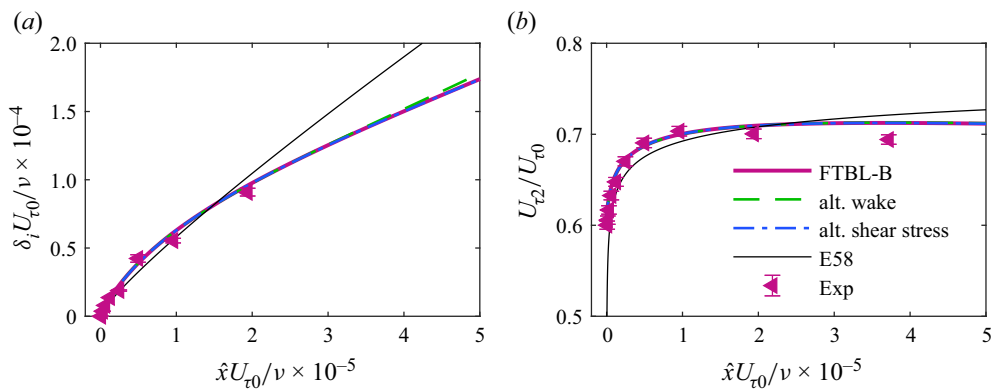 (a)
2.0
1.5
1.0
0.5
0
0 1 2 3 4 5
δ_i U_τ0/ν × 10⁻⁴
x̂U_τ0/ν × 10⁻⁵
(b)
0.8
0.7
0.6
0.5
0 1 2 3 4 5
U_τ2/U_τ0
x̂U_τ0/ν × 10⁻⁵
FTBL-B
alt. wake
alt. shear stress
E58
Exp